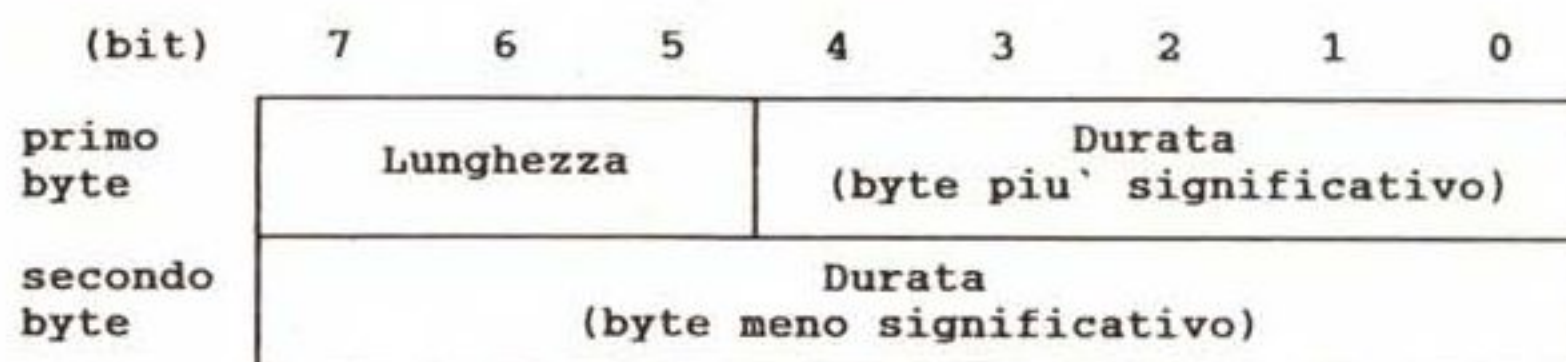 (bit) 7 6 5 4 3 2 1 0
primo byte
Lunghezza
Durata
(byte piu` significativo)
secondo byte
Durata
(byte meno significativo)